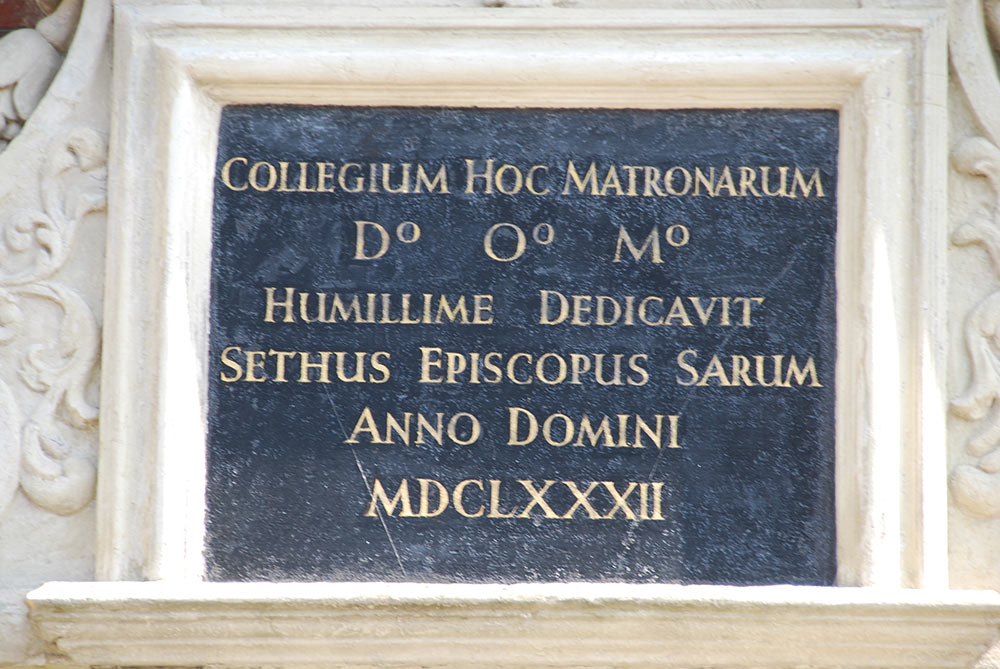 COLLEGIUM HOC MATRONARUM
Dº Oº Mº
HUMILLIME DEDICAVIT
SETHUS EPISCOPUS SARUM
ANNO DOMINI
MDCLXXXII